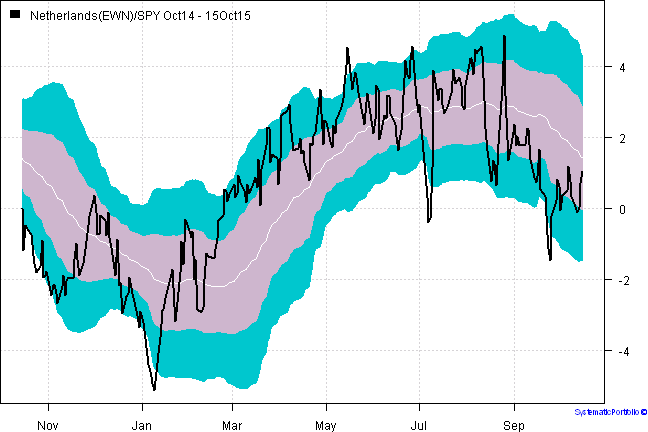 Netherlands(EWN)/SPY Oct14 - 15Oct15
4
2
0
-2
-4
Nov Jan Mar May Jul Sep
SystematicPortfolio ©